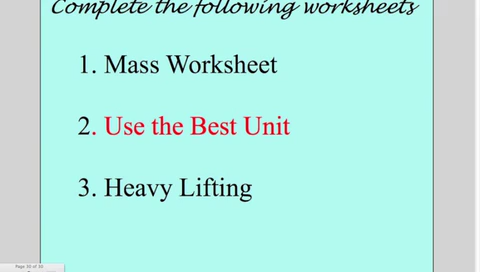 Complete the following worksheets
1. Mass Worksheet
2. Use the Best Unit
3. Heavy Lifting